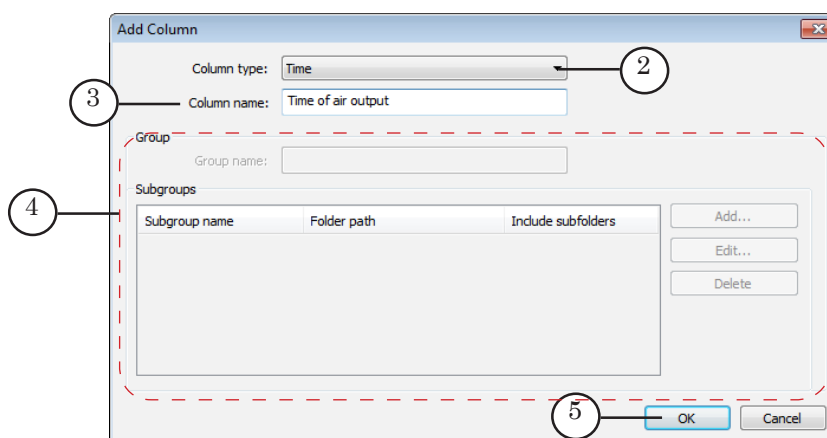 Add Column
Column type: Time 2
3 Column name: Time of air output
Group
Group name:
Subgroups
4
Subgroup name Folder path Include subfolders
Add...
Edit...
Delete
5 OK Cancel